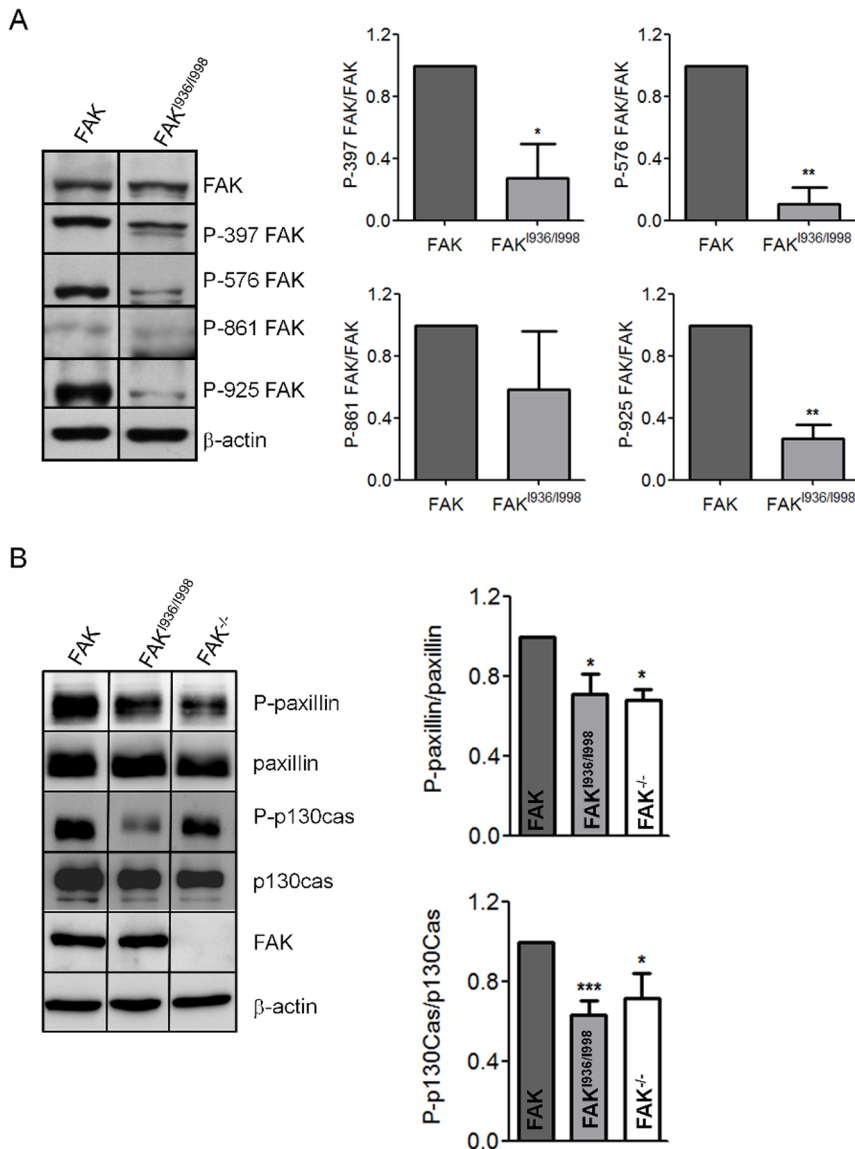 A
FAK
FAK^I936/I998
FAK
P-397 FAK
P-576 FAK
P-861 FAK
P-925 FAK
β-actin
P-397 FAK/FAK
1.2
0.8
0.4
0.0
*
FAK
FAK^I936/I998
P-576 FAK/FAK
1.2
0.8
0.4
0.0
**
FAK
FAK^I936/I998
P-861 FAK/FAK
1.2
0.8
0.4
0.0
FAK
FAK^I936/I998
P-925 FAK/FAK
1.2
0.8
0.4
0.0
**
FAK
FAK^I936/I998
B
FAK
FAK^I936/I998
FAK^-/-
P-paxillin
paxillin
P-p130cas
p130cas
FAK
β-actin
P-paxillin/paxillin
1.2
0.8
0.4
0.0
*
*
FAK
FAK^I936/I998
FAK^-/-
P-p130Cas/p130Cas
1.2
0.8
0.4
0.0
***
*
FAK
FAK^I936/I998
FAK^-/-